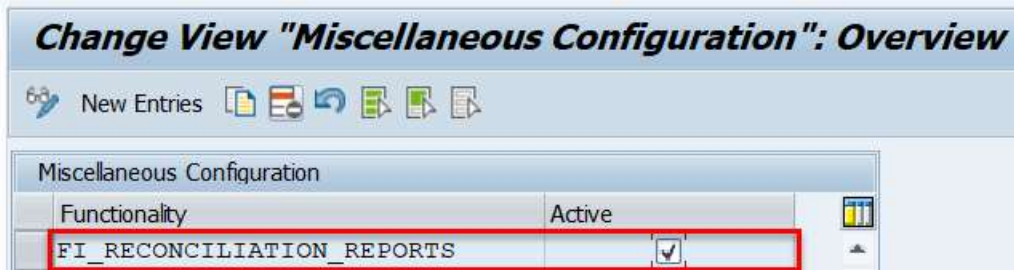 Change View "Miscellaneous Configuration": Overview
New Entries
Miscellaneous Configuration
Functionality Active
FI_RECONCILIATION_REPORTS